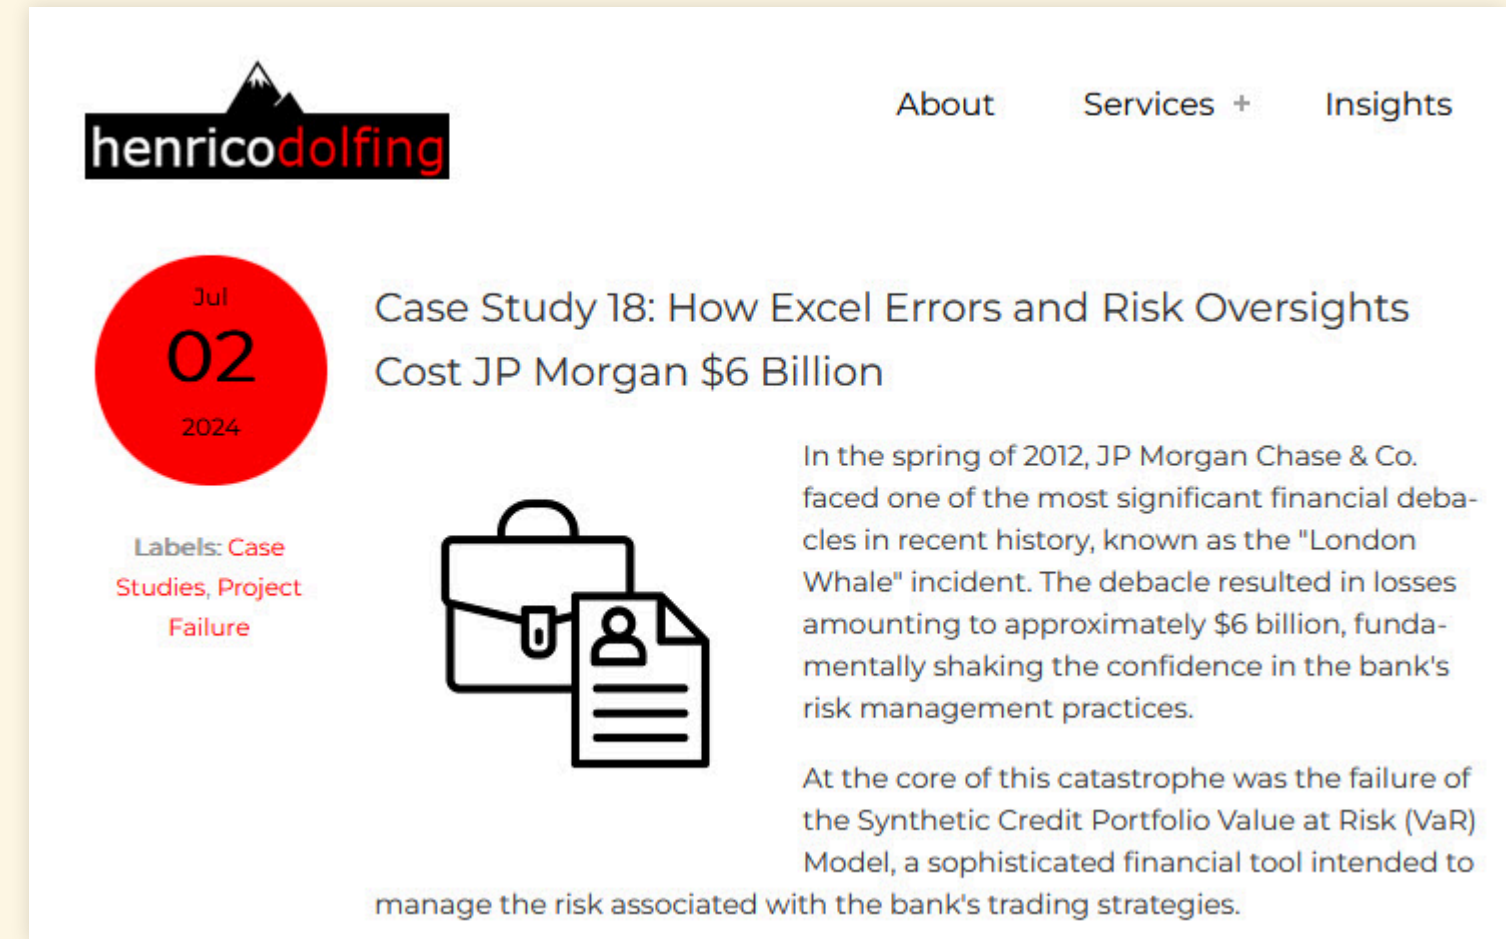 henricodolfing
About
Services +
Insights
Jul
02
2024
Labels: Case
Studies, Project
Failure
Case Study 18: How Excel Errors and Risk Oversights
Cost JP Morgan $6 Billion
In the spring of 2012, JP Morgan Chase & Co.
faced one of the most significant financial deba-
cles in recent history, known as the "London
Whale" incident. The debacle resulted in losses
amounting to approximately $6 billion, funda-
mentally shaking the confidence in the bank's
risk management practices.
At the core of this catastrophe was the failure of
the Synthetic Credit Portfolio Value at Risk (VaR)
Model, a sophisticated financial tool intended to
manage the risk associated with the bank's trading strategies.